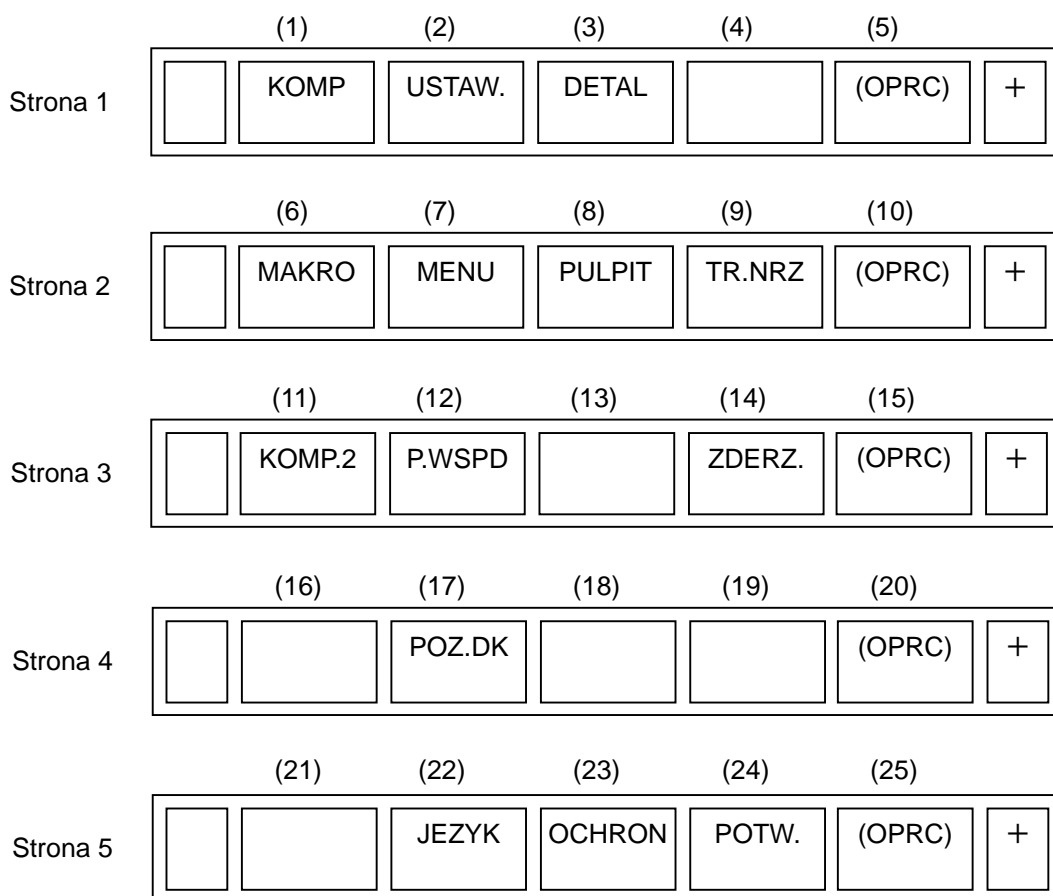 (1) (2) (3) (4) (5)
Strona 1 KOMP USTAW. DETAL (OPRC) +
(6) (7) (8) (9) (10)
Strona 2 MAKRO MENU PULPIT TR.NRZ (OPRC) +
(11) (12) (13) (14) (15)
Strona 3 KOMP.2 P.WSPD ZDERZ. (OPRC) +
(16) (17) (18) (19) (20)
Strona 4 POZ.DK (OPRC) +
(21) (22) (23) (24) (25)
Strona 5 JEZYK OCHRON POTW. (OPRC) +